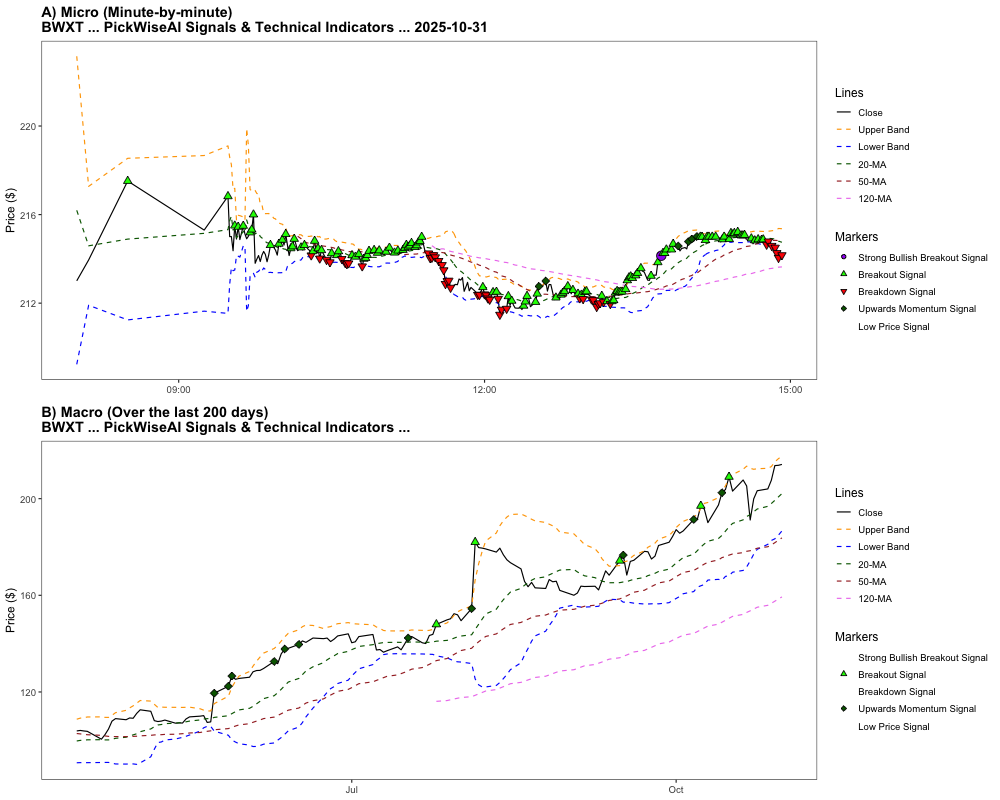 A) Micro (Minute-by-minute)
BWXT ... PickWiseAI Signals & Technical Indicators ... 2025-10-31
Price ($)
220
216
212
09:00
12:00
15:00
Lines
Close
Upper Band
Lower Band
20-MA
50-MA
120-MA
Markers
Strong Bullish Breakout Signal
Breakout Signal
Breakdown Signal
Upwards Momentum Signal
Low Price Signal
B) Macro (Over the last 200 days)
BWXT ... PickWiseAI Signals & Technical Indicators ...
Price ($)
200
160
120
Jul
Oct
Lines
Close
Upper Band
Lower Band
20-MA
50-MA
120-MA
Markers
Strong Bullish Breakout Signal
Breakout Signal
Breakdown Signal
Upwards Momentum Signal
Low Price Signal